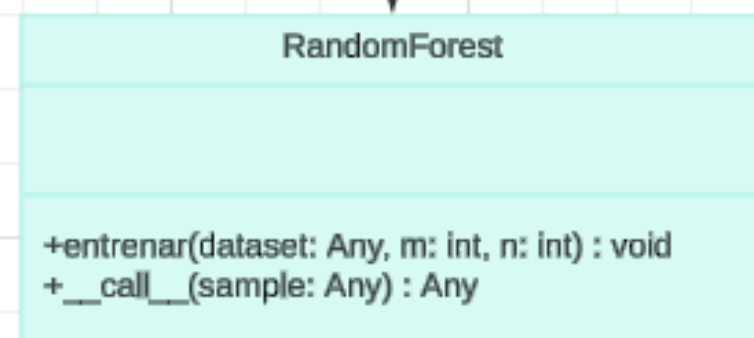 RandomForest
+entrenar(dataset: Any, m: int, n: int) : void
+__call__(sample: Any) : Any